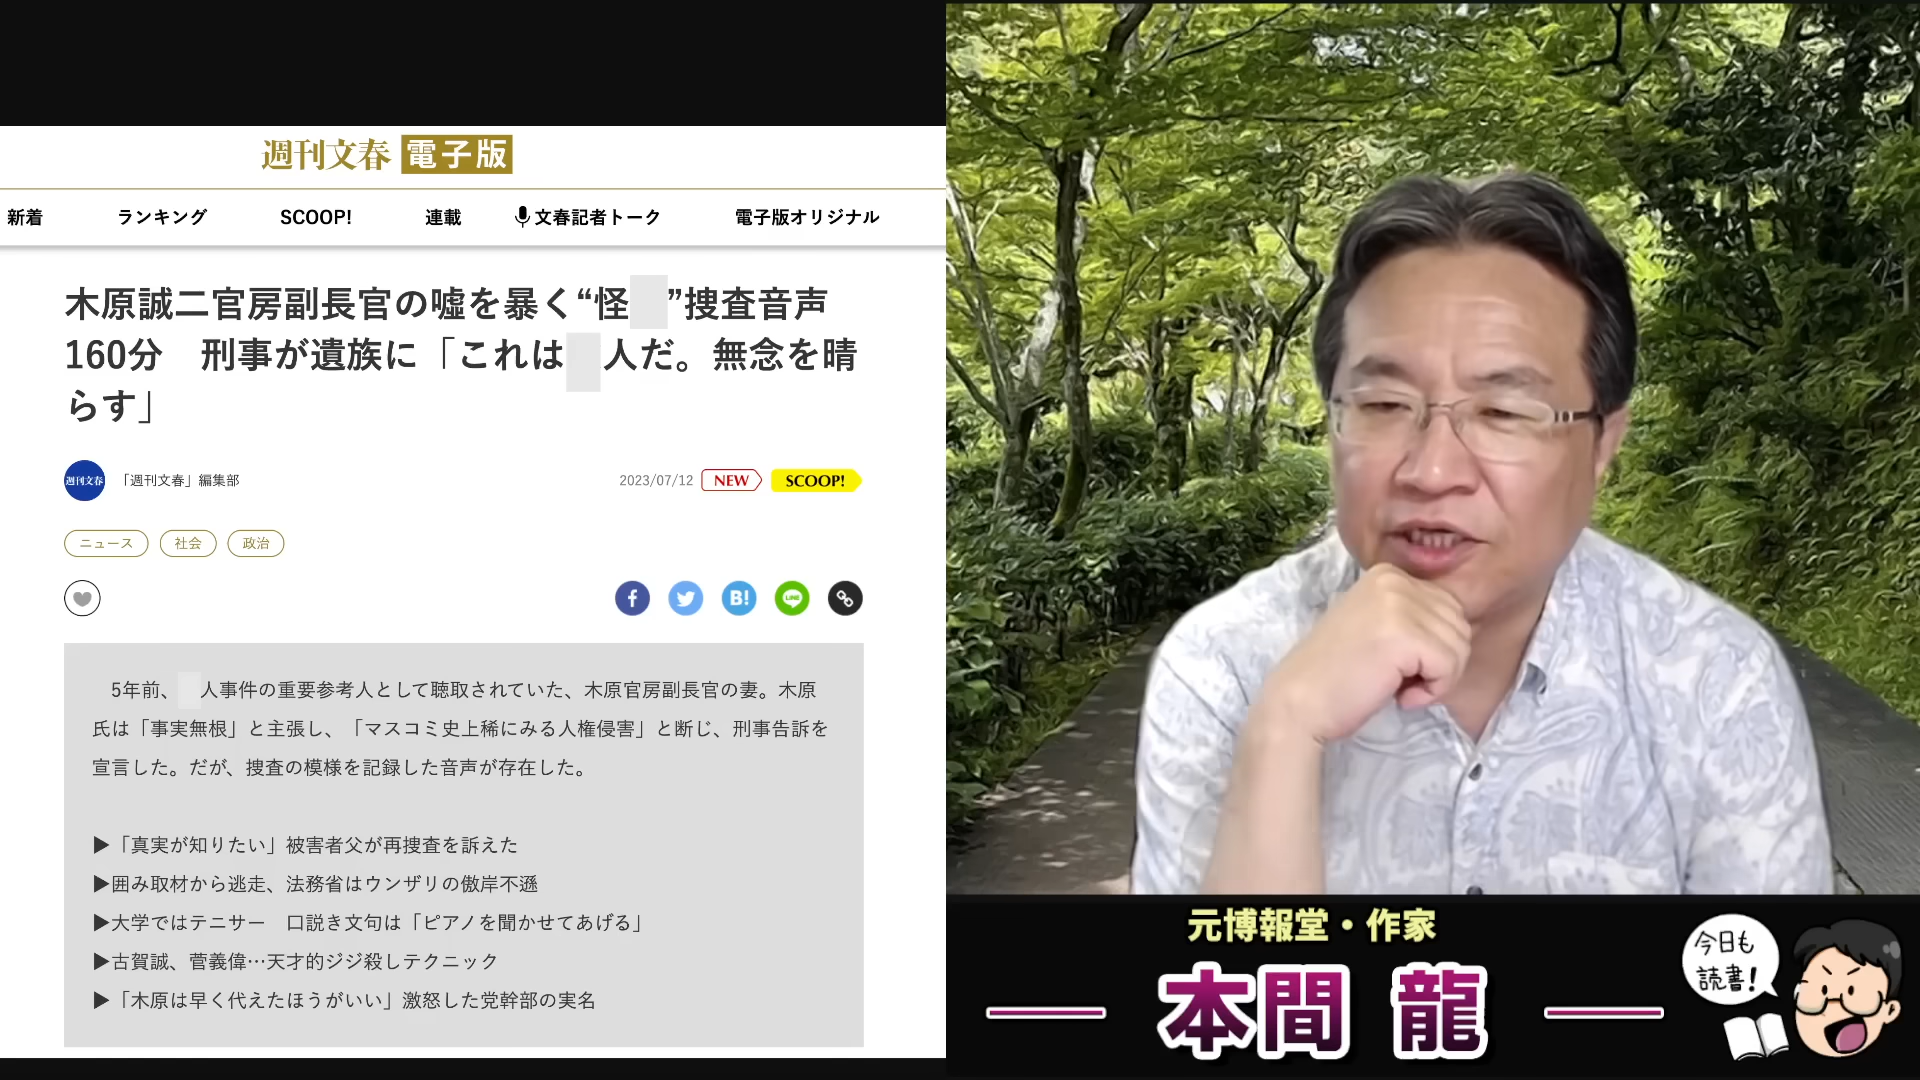 週刊文春 電子版
新着 ランキング SCOOP! 連載 文春記者トーク 電子版オリジナル
木原誠二官房副長官の嘘を暴く“怪 ”捜査音声
160分　刑事が遺族に「これは 人だ。無念を晴
らす」
週刊文春 「週刊文春」編集部 2023/07/12 NEW SCOOP!
ニュース 社会 政治
B! LINE
5年前、 人事件の重要参考人として聴取されていた、木原官房副長官の妻。木原
氏は「事実無根」と主張し、「マスコミ史上稀にみる人権侵害」と断じ、刑事告訴を
宣言した。だが、捜査の模様を記録した音声が存在した。
▶「真実が知りたい」被害者父が再捜査を訴えた
▶囲み取材から逃走、法務省はウンザリの傲岸不遜
▶大学ではテニサー　口説き文句は「ピアノを聞かせてあげる」
▶古賀誠、菅義偉…天才的ジジ殺しテクニック
▶「木原は早く代えたほうがいい」激怒した党幹部の実名
元博報堂・作家
本間 龍
今日も
読書!